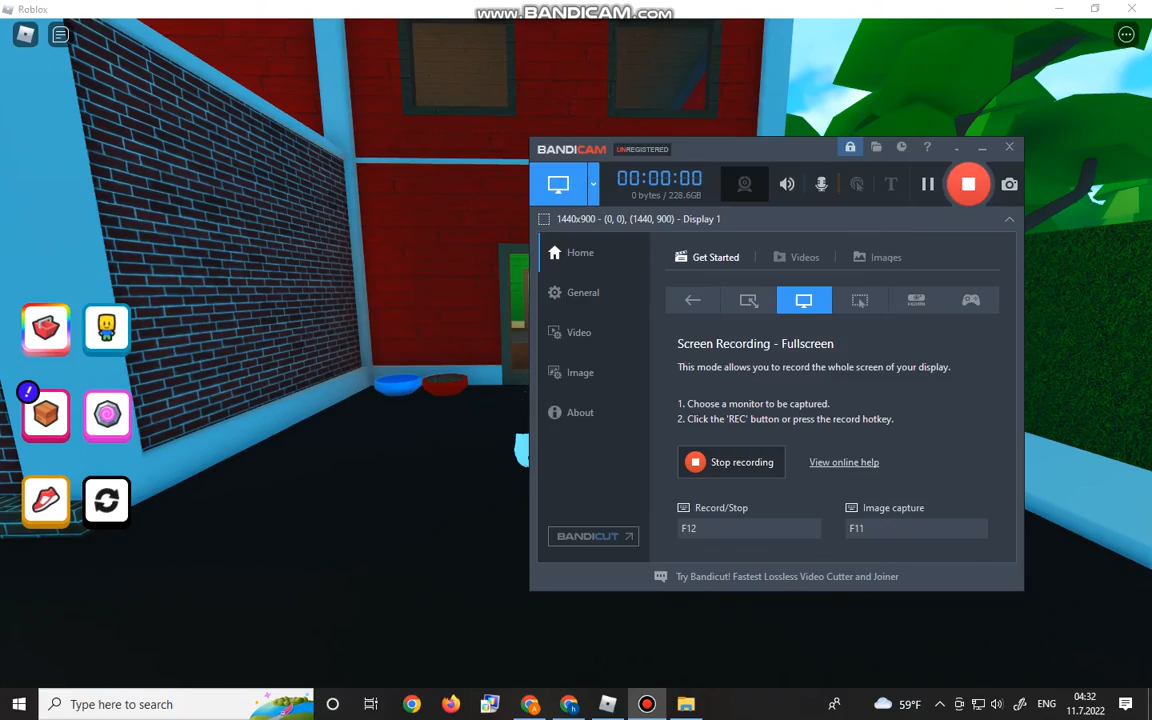 Roblox
www.BANDICAM.com
BANDICAM UNREGISTERED
00:00:00
0 bytes / 228.6GB
1440x900 - (0, 0), (1440, 900) - Display 1
Home
General
Video
Image
About
BANDICUT
Get Started
Videos
Images
HDMI
Screen Recording - Fullscreen
This mode allows you to record the whole screen of your display.
1. Choose a monitor to be captured.
2. Click the 'REC' button or press the record hotkey.
Stop recording
View online help
Record/Stop
Image capture
F12
F11
Try Bandicut! Fastest Lossless Video Cutter and Joiner
Type here to search
59°F
ENG
04:32
11.7.2022